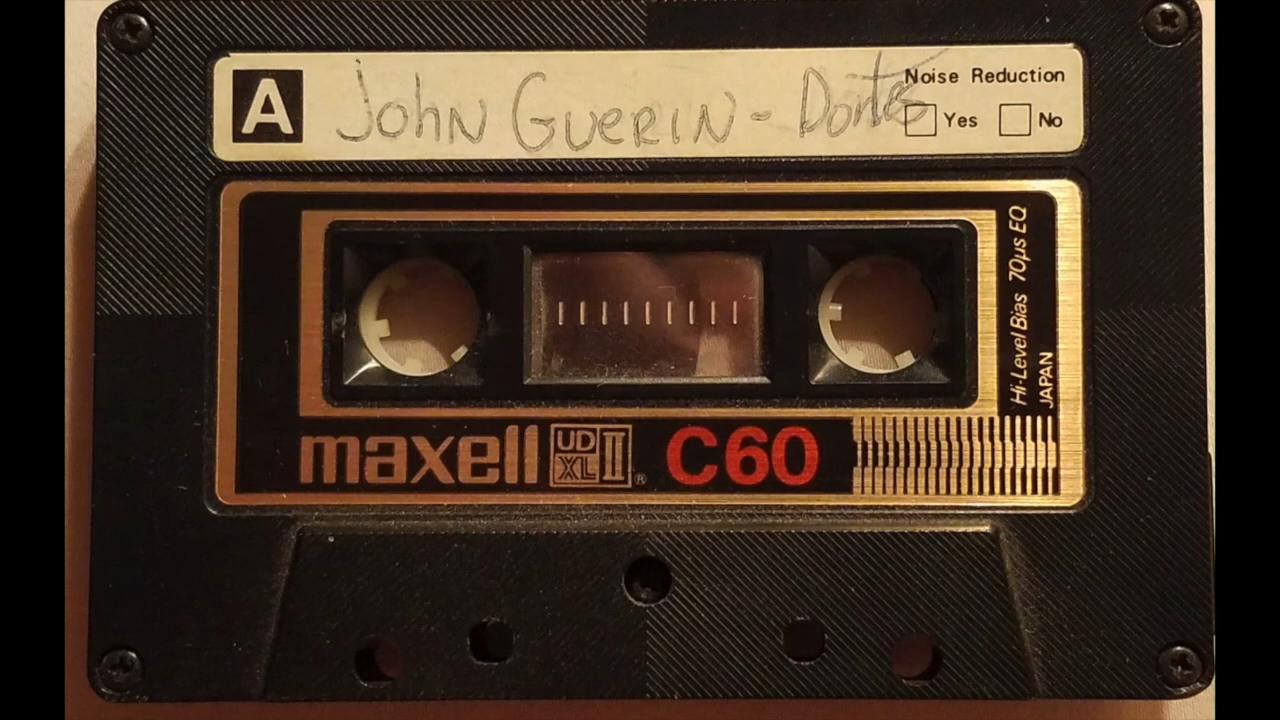 A
John Guerin - Dontes
Noise Reduction
Yes
No
Hi-Level Bias 70µs EQ
JAPAN
maxell UD XL II ® C60